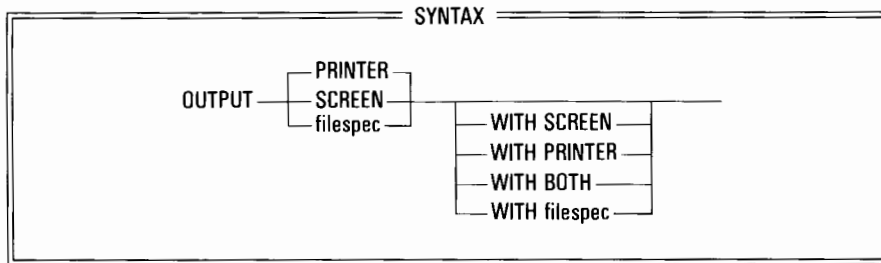 SYNTAX
PRINTER
OUTPUT SCREEN
filespec
WITH SCREEN
WITH PRINTER
WITH BOTH
WITH filespec